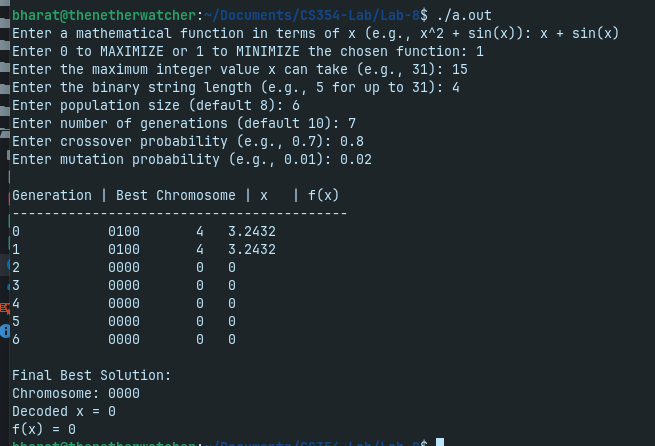 bharat@thenetherwatcher:~/Documents/CS354-Lab/Lab-8$ ./a.out
Enter a mathematical function in terms of x (e.g., x^2 + sin(x)): x + sin(x)
Enter 0 to MAXIMIZE or 1 to MINIMIZE the chosen function: 1
Enter the maximum integer value x can take (e.g., 31): 15
Enter the binary string length (e.g., 5 for up to 31): 4
Enter population size (default 8): 6
Enter number of generations (default 10): 7
Enter crossover probability (e.g., 0.7): 0.8
Enter mutation probability (e.g., 0.01): 0.02
Generation | Best Chromosome | x   | f(x)
------------------------------------------
0           0100       4   3.2432
1           0100       4   3.2432
2           0000       0   0
3           0000       0   0
4           0000       0   0
5           0000       0   0
6           0000       0   0
Final Best Solution:
Chromosome: 0000
Decoded x = 0
f(x) = 0
bharat@thenetherwatcher:~/Documents/CS354-Lab/Lab-8$